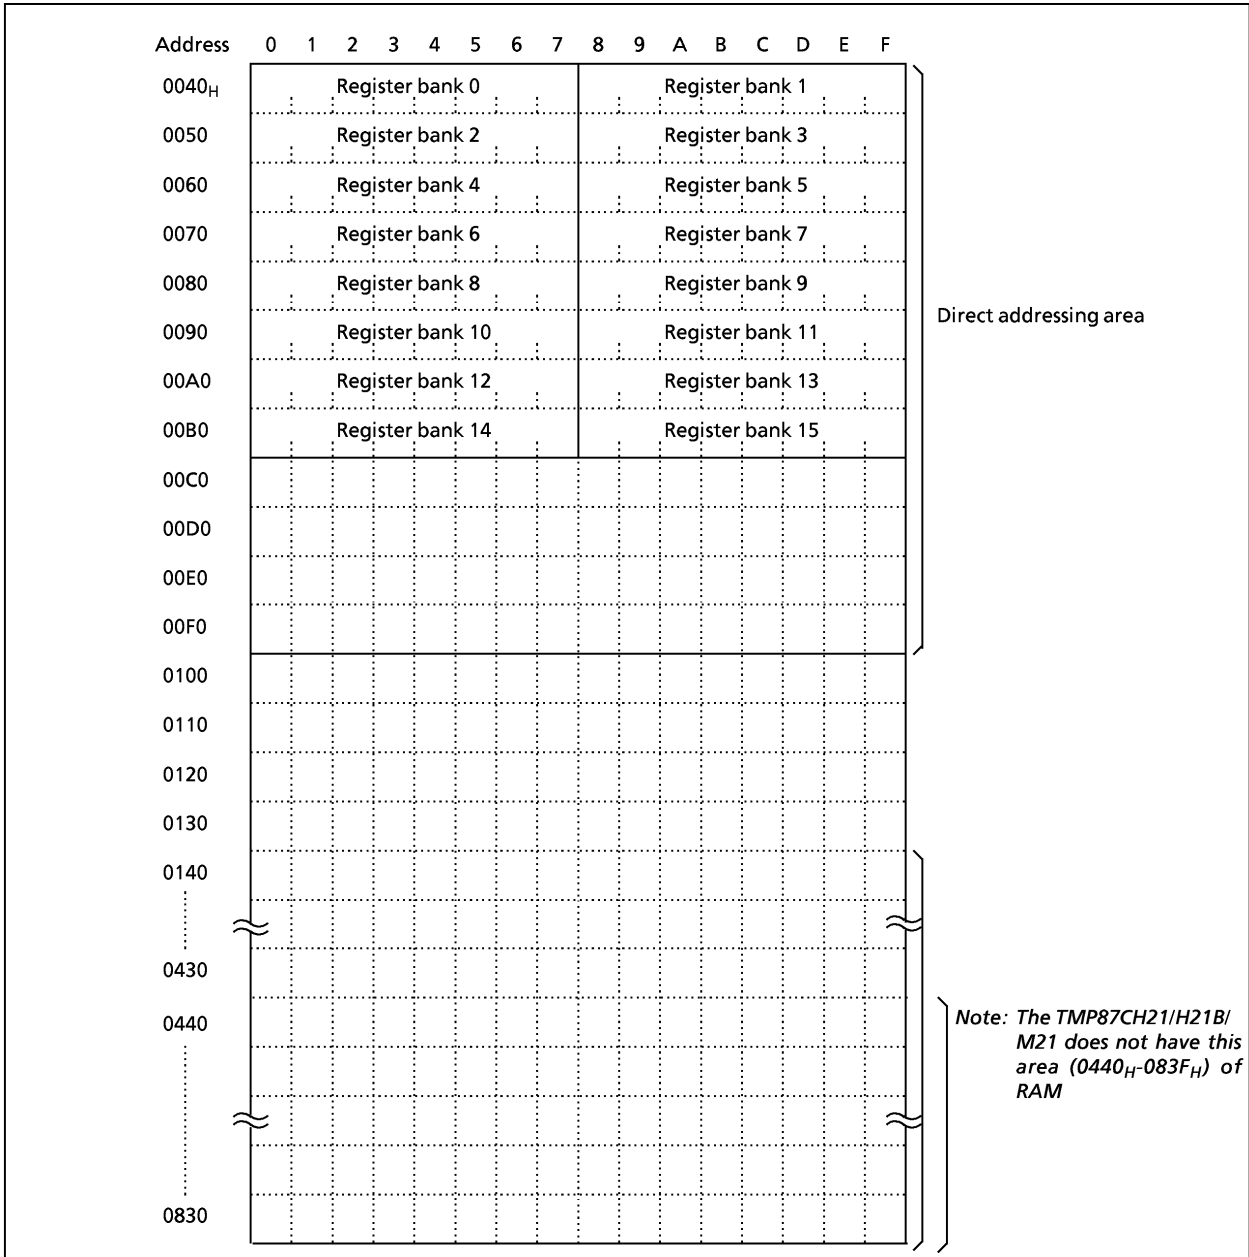 Address 0 1 2 3 4 5 6 7 8 9 A B C D E F
0040H Register bank 0 Register bank 1
0050 Register bank 2 Register bank 3
0060 Register bank 4 Register bank 5
0070 Register bank 6 Register bank 7
0080 Register bank 8 Register bank 9
Direct addressing area
0090 Register bank 10 Register bank 11
00A0 Register bank 12 Register bank 13
00B0 Register bank 14 Register bank 15
00C0
00D0
00E0
00F0
0100
0110
0120
0130
0140
0430
0440
Note: The TMP87CH21/H21B/
M21 does not have this
area (0440H-083FH) of
RAM
0830